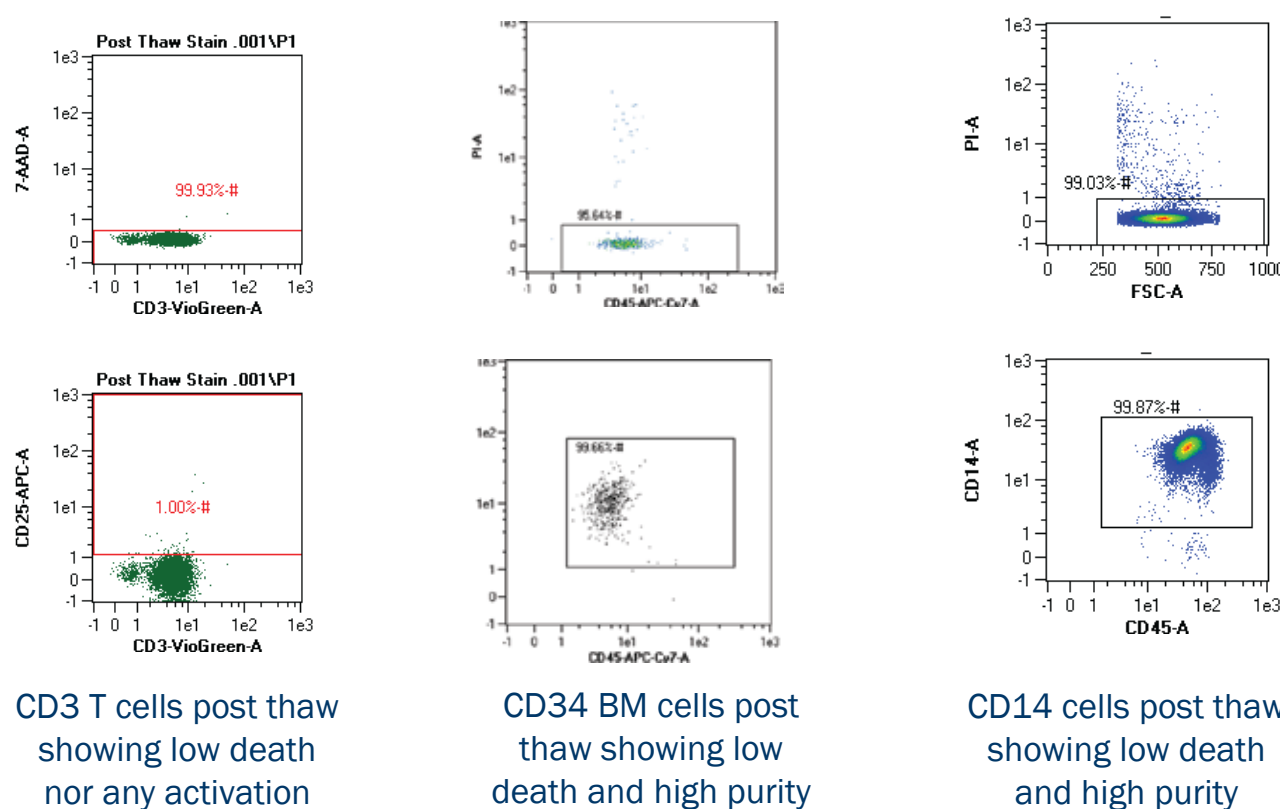 Post Thaw Stain .001\P1
1e3
1e2
1e1
1
0
-1
7-AAD-A
99.93%-#
-1 0 1 1e1 1e2 1e3
CD3-VioGreen-A
1e3
1e2
1e1
1
0
-1
PI-A
95.64%-#
-1 0 1 1e1 1e2 1e3
CD45-APC-Cy7-A
1e3
1e2
1e1
1
0
-1
PI-A
99.03%-#
0 250 500 750 1000
FSC-A
Post Thaw Stain .001\P1
1e3
1e2
1e1
1
0
-1
CD25-APC-A
1.00%-#
-1 0 1 1e1 1e2 1e3
CD3-VioGreen-A
1e3
1e2
1e1
1
0
-1
99.66%-#
-1 0 1 1e1 1e2 1e3
CD45-APC-Cy7-A
1e3
1e2
1e1
1
0
-1
CD14-A
99.87%-#
-1 0 1 1e1 1e2 1e3
CD45-A
CD3 T cells post thaw
showing low death
nor any activation
CD34 BM cells post
thaw showing low
death and high purity
CD14 cells post thaw
showing low death
and high purity